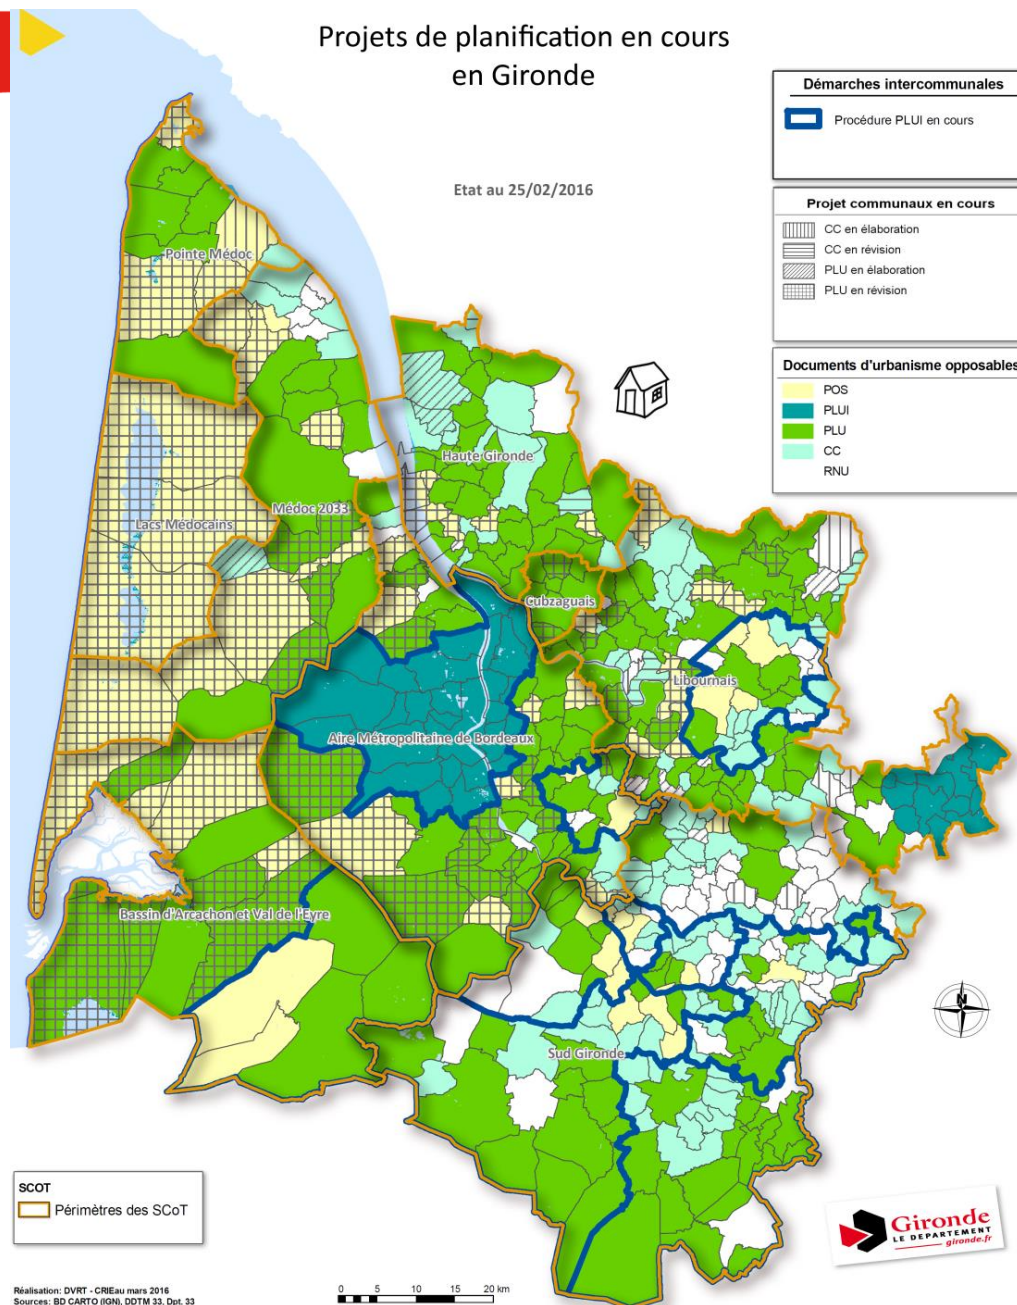 Projets de planification en cours
en Gironde
Etat au 25/02/2016
Démarches intercommunales
Procédure PLUI en cours
Projet communaux en cours
CC en élaboration
CC en révision
PLU en élaboration
PLU en révision
Documents d'urbanisme opposables
POS
PLUI
PLU
CC
RNU
Pointe Médoc
Haute Gironde
Médoc 2033
Lacs Médocains
Cubzaguais
Libournais
Aire Métropolitaine de Bordeaux
Bassin d'Arcachon et Val de l'Eyre
Sud Gironde
N
SCOT
Périmètres des SCoT
Gironde
LE DEPARTEMENT
gironde.fr
0 5 10 15 20 km
Réalisation: DVRT - CRIEau mars 2016
Sources: BD CARTO (IGN), DDTM 33, Dpt. 33